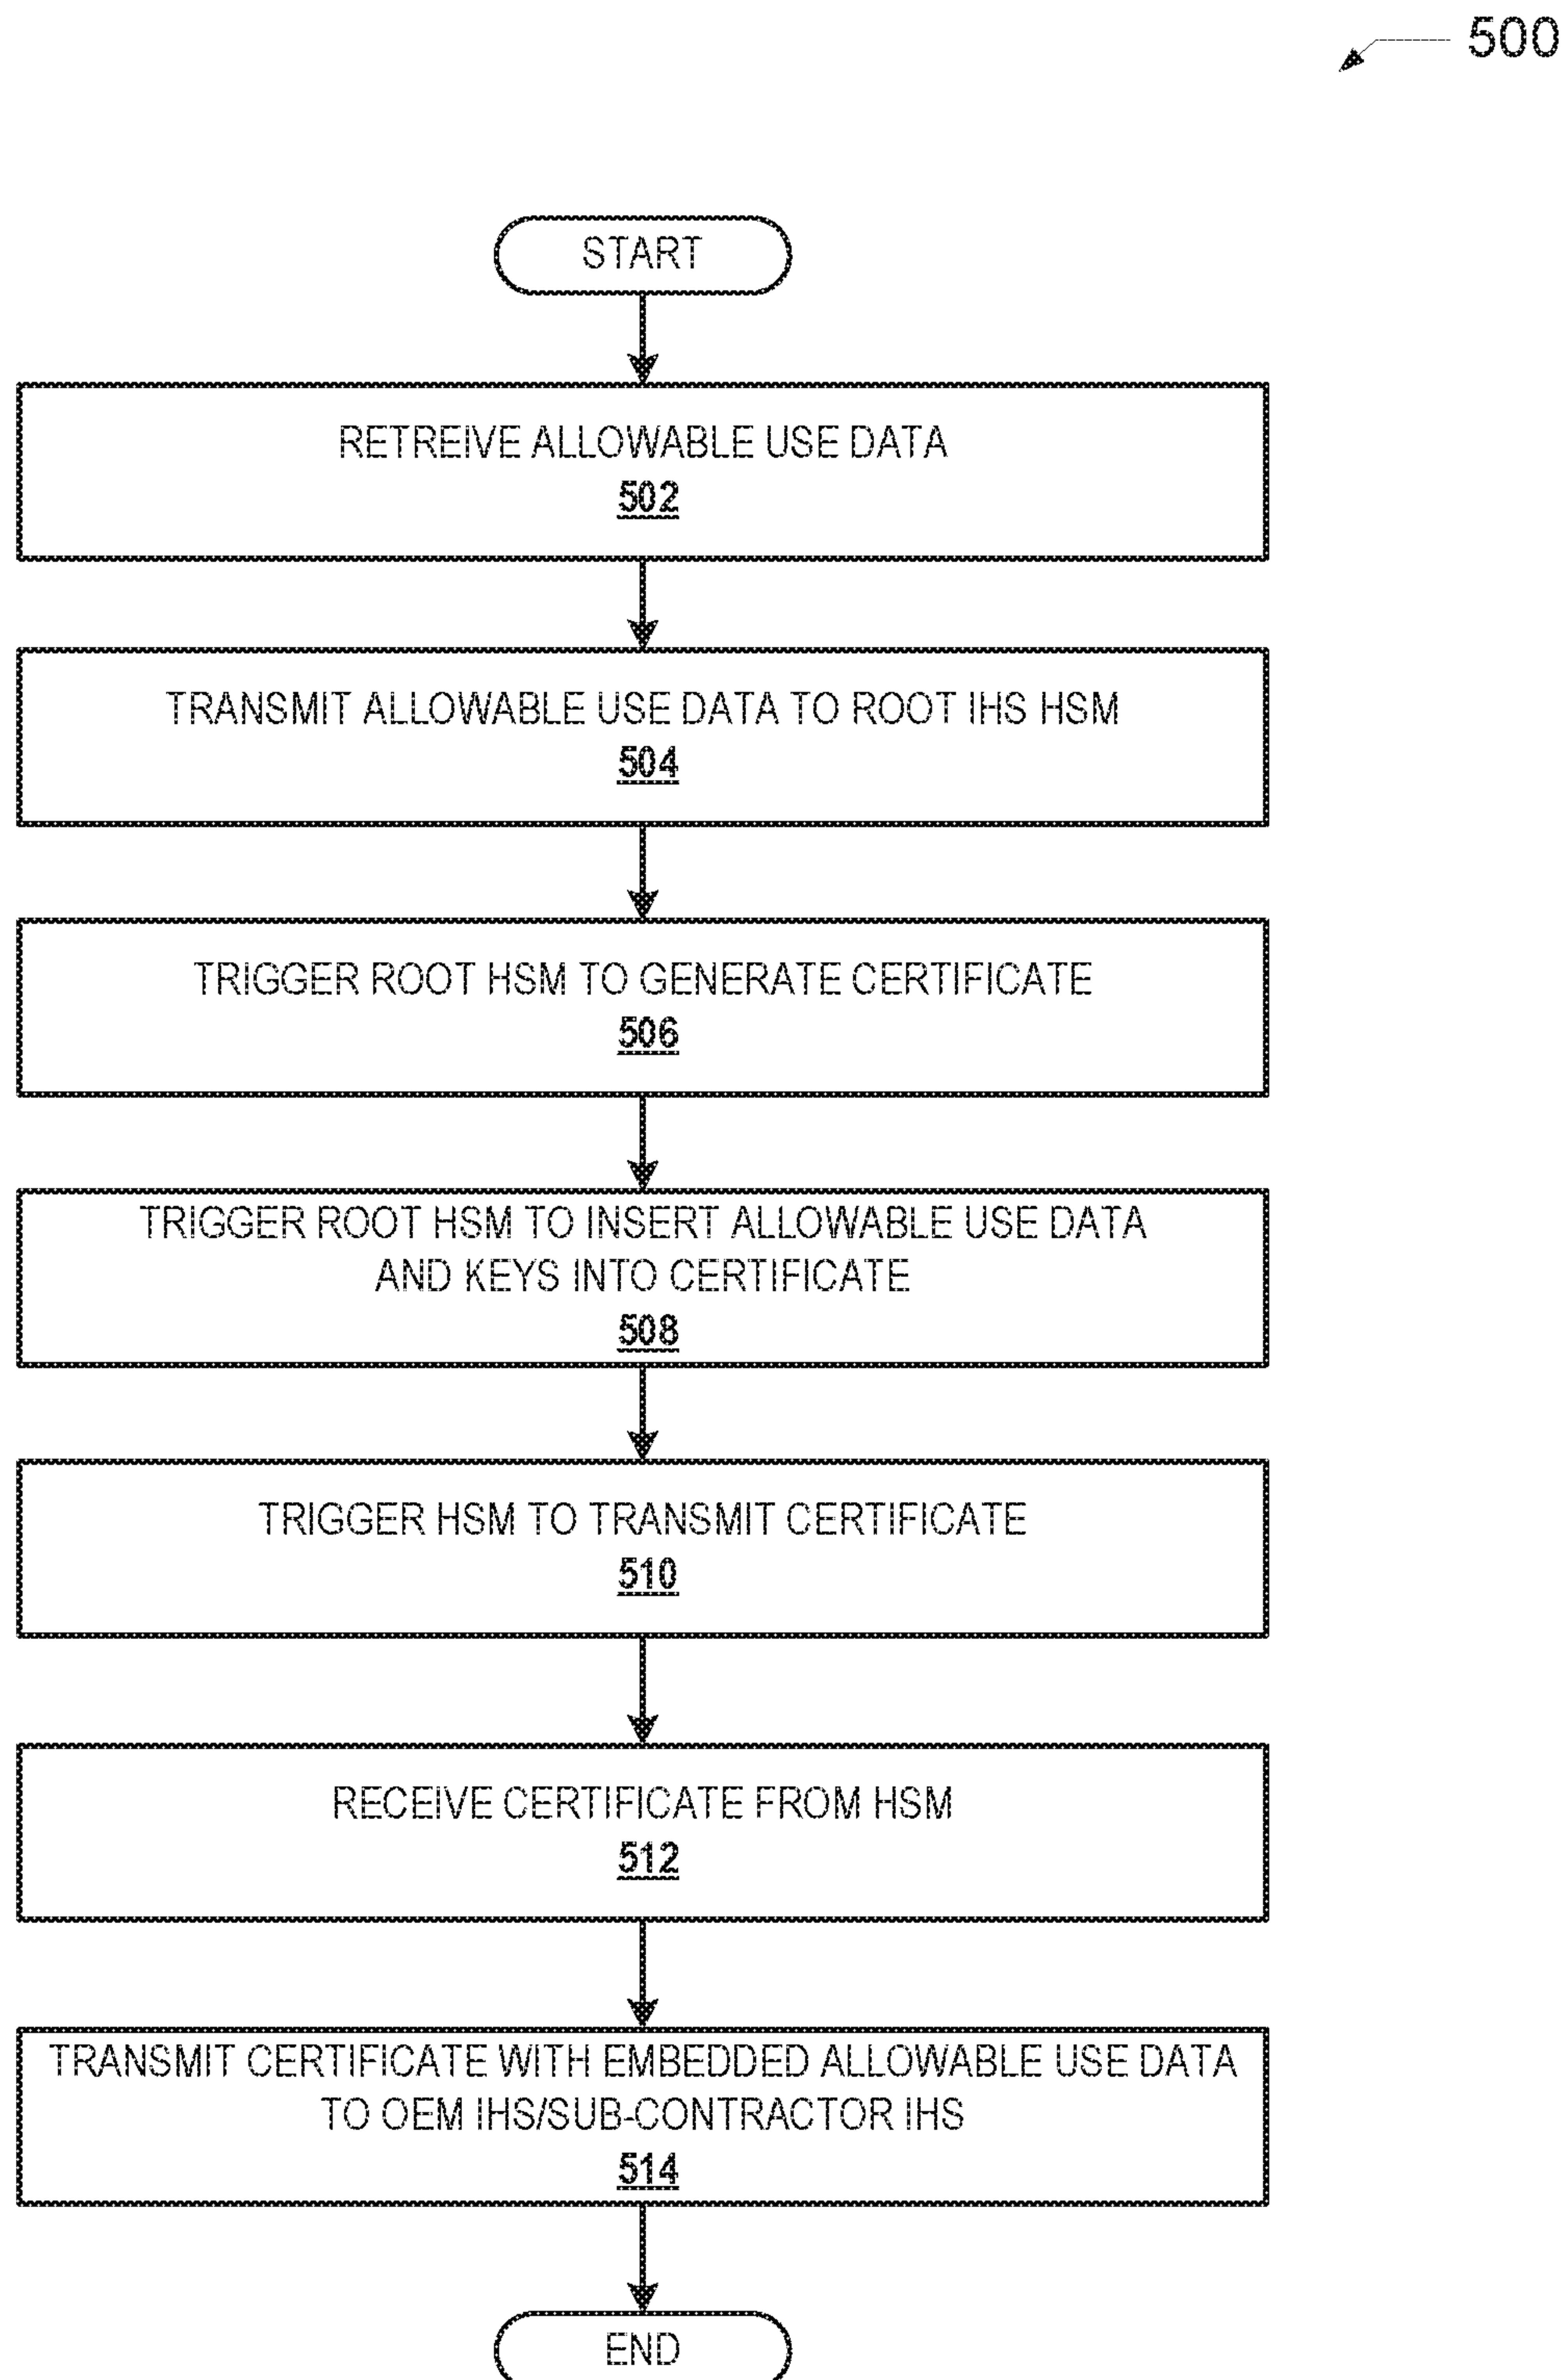 500
START
RETREIVE ALLOWABLE USE DATA
502
TRANSMIT ALLOWABLE USE DATA TO ROOT IHS HSM
504
TRIGGER ROOT HSM TO GENERATE CERTIFICATE
506
TRIGGER ROOT HSM TO INSERT ALLOWABLE USE DATA
AND KEYS INTO CERTIFICATE
508
TRIGGER HSM TO TRANSMIT CERTIFICATE
510
RECEIVE CERTIFICATE FROM HSM
512
TRANSMIT CERTIFICATE WITH EMBEDDED ALLOWABLE USE DATA
TO OEM IHS/SUB-CONTRACTOR IHS
514
END